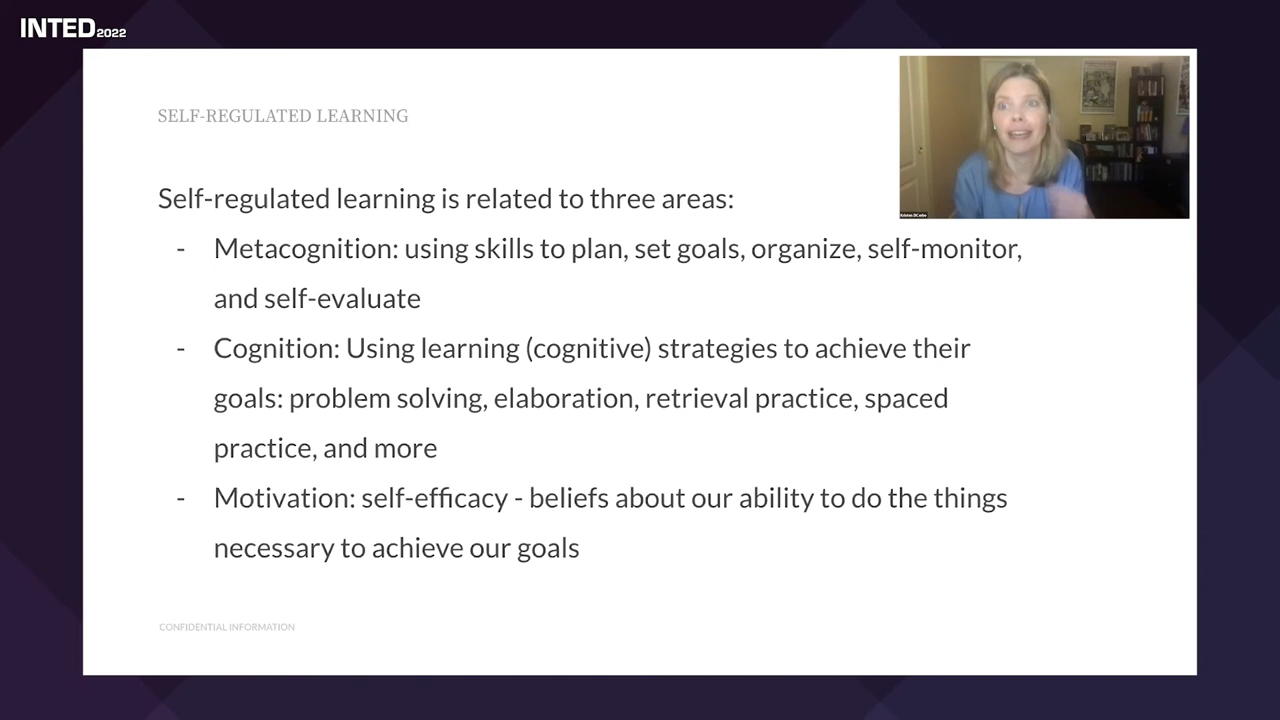 INTED2022
SELF-REGULATED LEARNING
Self-regulated learning is related to three areas:
- Metacognition: using skills to plan, set goals, organize, self-monitor,
and self-evaluate
- Cognition: Using learning (cognitive) strategies to achieve their
goals: problem solving, elaboration, retrieval practice, spaced
practice, and more
- Motivation: self-efficacy - beliefs about our ability to do the things
necessary to achieve our goals
CONFIDENTIAL INFORMATION